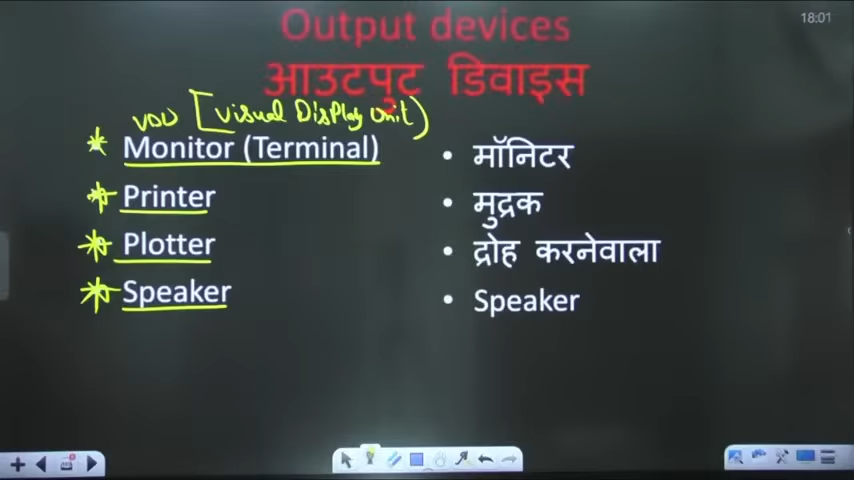 18:01
Output devices
आउटपुट डिवाइस
VDU [Visual Display Unit)
Monitor (Terminal)
• मॉनिटर
Printer
• मुद्रक
Plotter
• द्रोह करनेवाला
Speaker
• Speaker